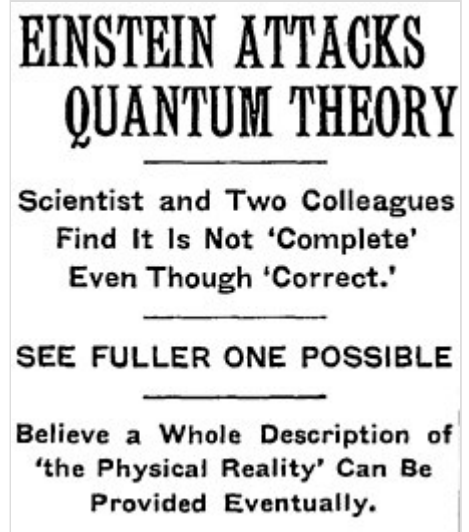 EINSTEIN ATTACKS
QUANTUM THEORY
Scientist and Two Colleagues
Find It Is Not ‘Complete’
Even Though ‘Correct.’
SEE FULLER ONE POSSIBLE
Believe a Whole Description of
‘the Physical Reality’ Can Be
Provided Eventually.